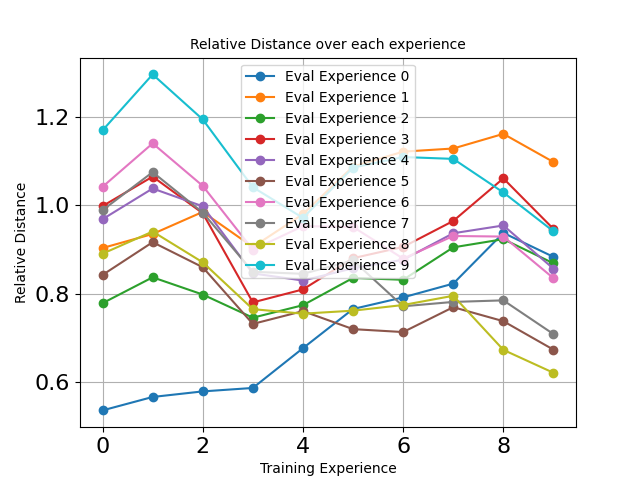 Relative Distance over each experience
Eval Experience 0
Eval Experience 1
Eval Experience 2
Eval Experience 3
Eval Experience 4
Eval Experience 5
Eval Experience 6
Eval Experience 7
Eval Experience 8
Eval Experience 9
Relative Distance
1.2
1.0
0.8
0.6
0 2 4 6 8
Training Experience